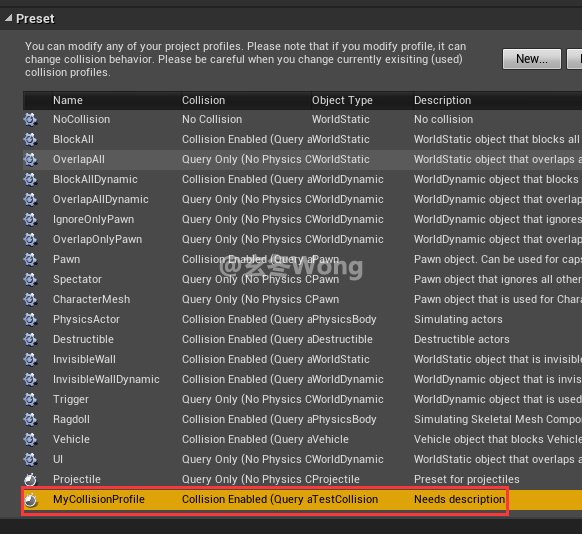 Preset
You can modify any of your project profiles. Please note that if you modify profile, it can
change collision behavior. Please be careful when you change currently exisiting (used)
collision profiles.
New...
Name Collision Object Type Description
NoCollision No Collision WorldStatic No collision
BlockAll Collision Enabled (Query a WorldStatic WorldStatic object that blocks all
OverlapAll Query Only (No Physics C WorldStatic WorldStatic object that overlaps a
BlockAllDynamic Collision Enabled (Query a WorldDynamic WorldDynamic object that blocks
OverlapAllDynamic Query Only (No Physics C WorldDynamic WorldDynamic object that overlap
IgnoreOnlyPawn Query Only (No Physics C WorldDynamic WorldDynamic object that ignores
OverlapOnlyPawn Query Only (No Physics C WorldDynamic WorldDynamic object that overlap
Pawn Collision Enabled (Query a Pawn Pawn object. Can be used for caps
Spectator Query Only (No Physics C Pawn Pawn object that ignores all other
CharacterMesh Query Only (No Physics C Pawn Pawn object that is used for Chara
PhysicsActor Collision Enabled (Query a PhysicsBody Simulating actors
Destructible Collision Enabled (Query a Destructible Destructible actors
InvisibleWall Collision Enabled (Query a WorldStatic WorldStatic object that is invisible
InvisibleWallDynamic Collision Enabled (Query a WorldDynamic WorldDynamic object that is invis
Trigger Query Only (No Physics C WorldDynamic WorldDynamic object that is used
Ragdoll Collision Enabled (Query a PhysicsBody Simulating Skeletal Mesh Compo
Vehicle Collision Enabled (Query a Vehicle Vehicle object that blocks Vehicle
UI Query Only (No Physics C WorldDynamic WorldStatic object that overlaps a
Projectile Query Only (No Physics C Projectile Preset for projectiles
MyCollisionProfile Collision Enabled (Query a TestCollision Needs description
@玄冬Wong